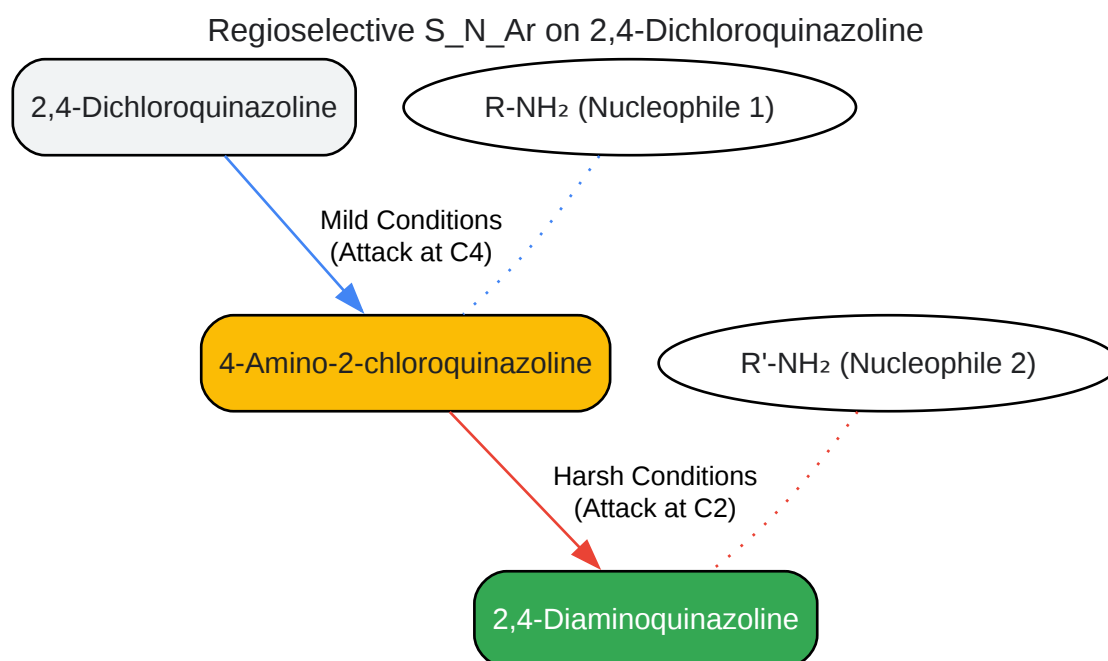 Regioselective S_N_Ar on 2,4-Dichloroquinazoline
2,4-Dichloroquinazoline
R-NH₂ (Nucleophile 1)
Mild Conditions
(Attack at C4)
4-Amino-2-chloroquinazoline
R'-NH₂ (Nucleophile 2)
Harsh Conditions
(Attack at C2)
2,4-Diaminoquinazoline